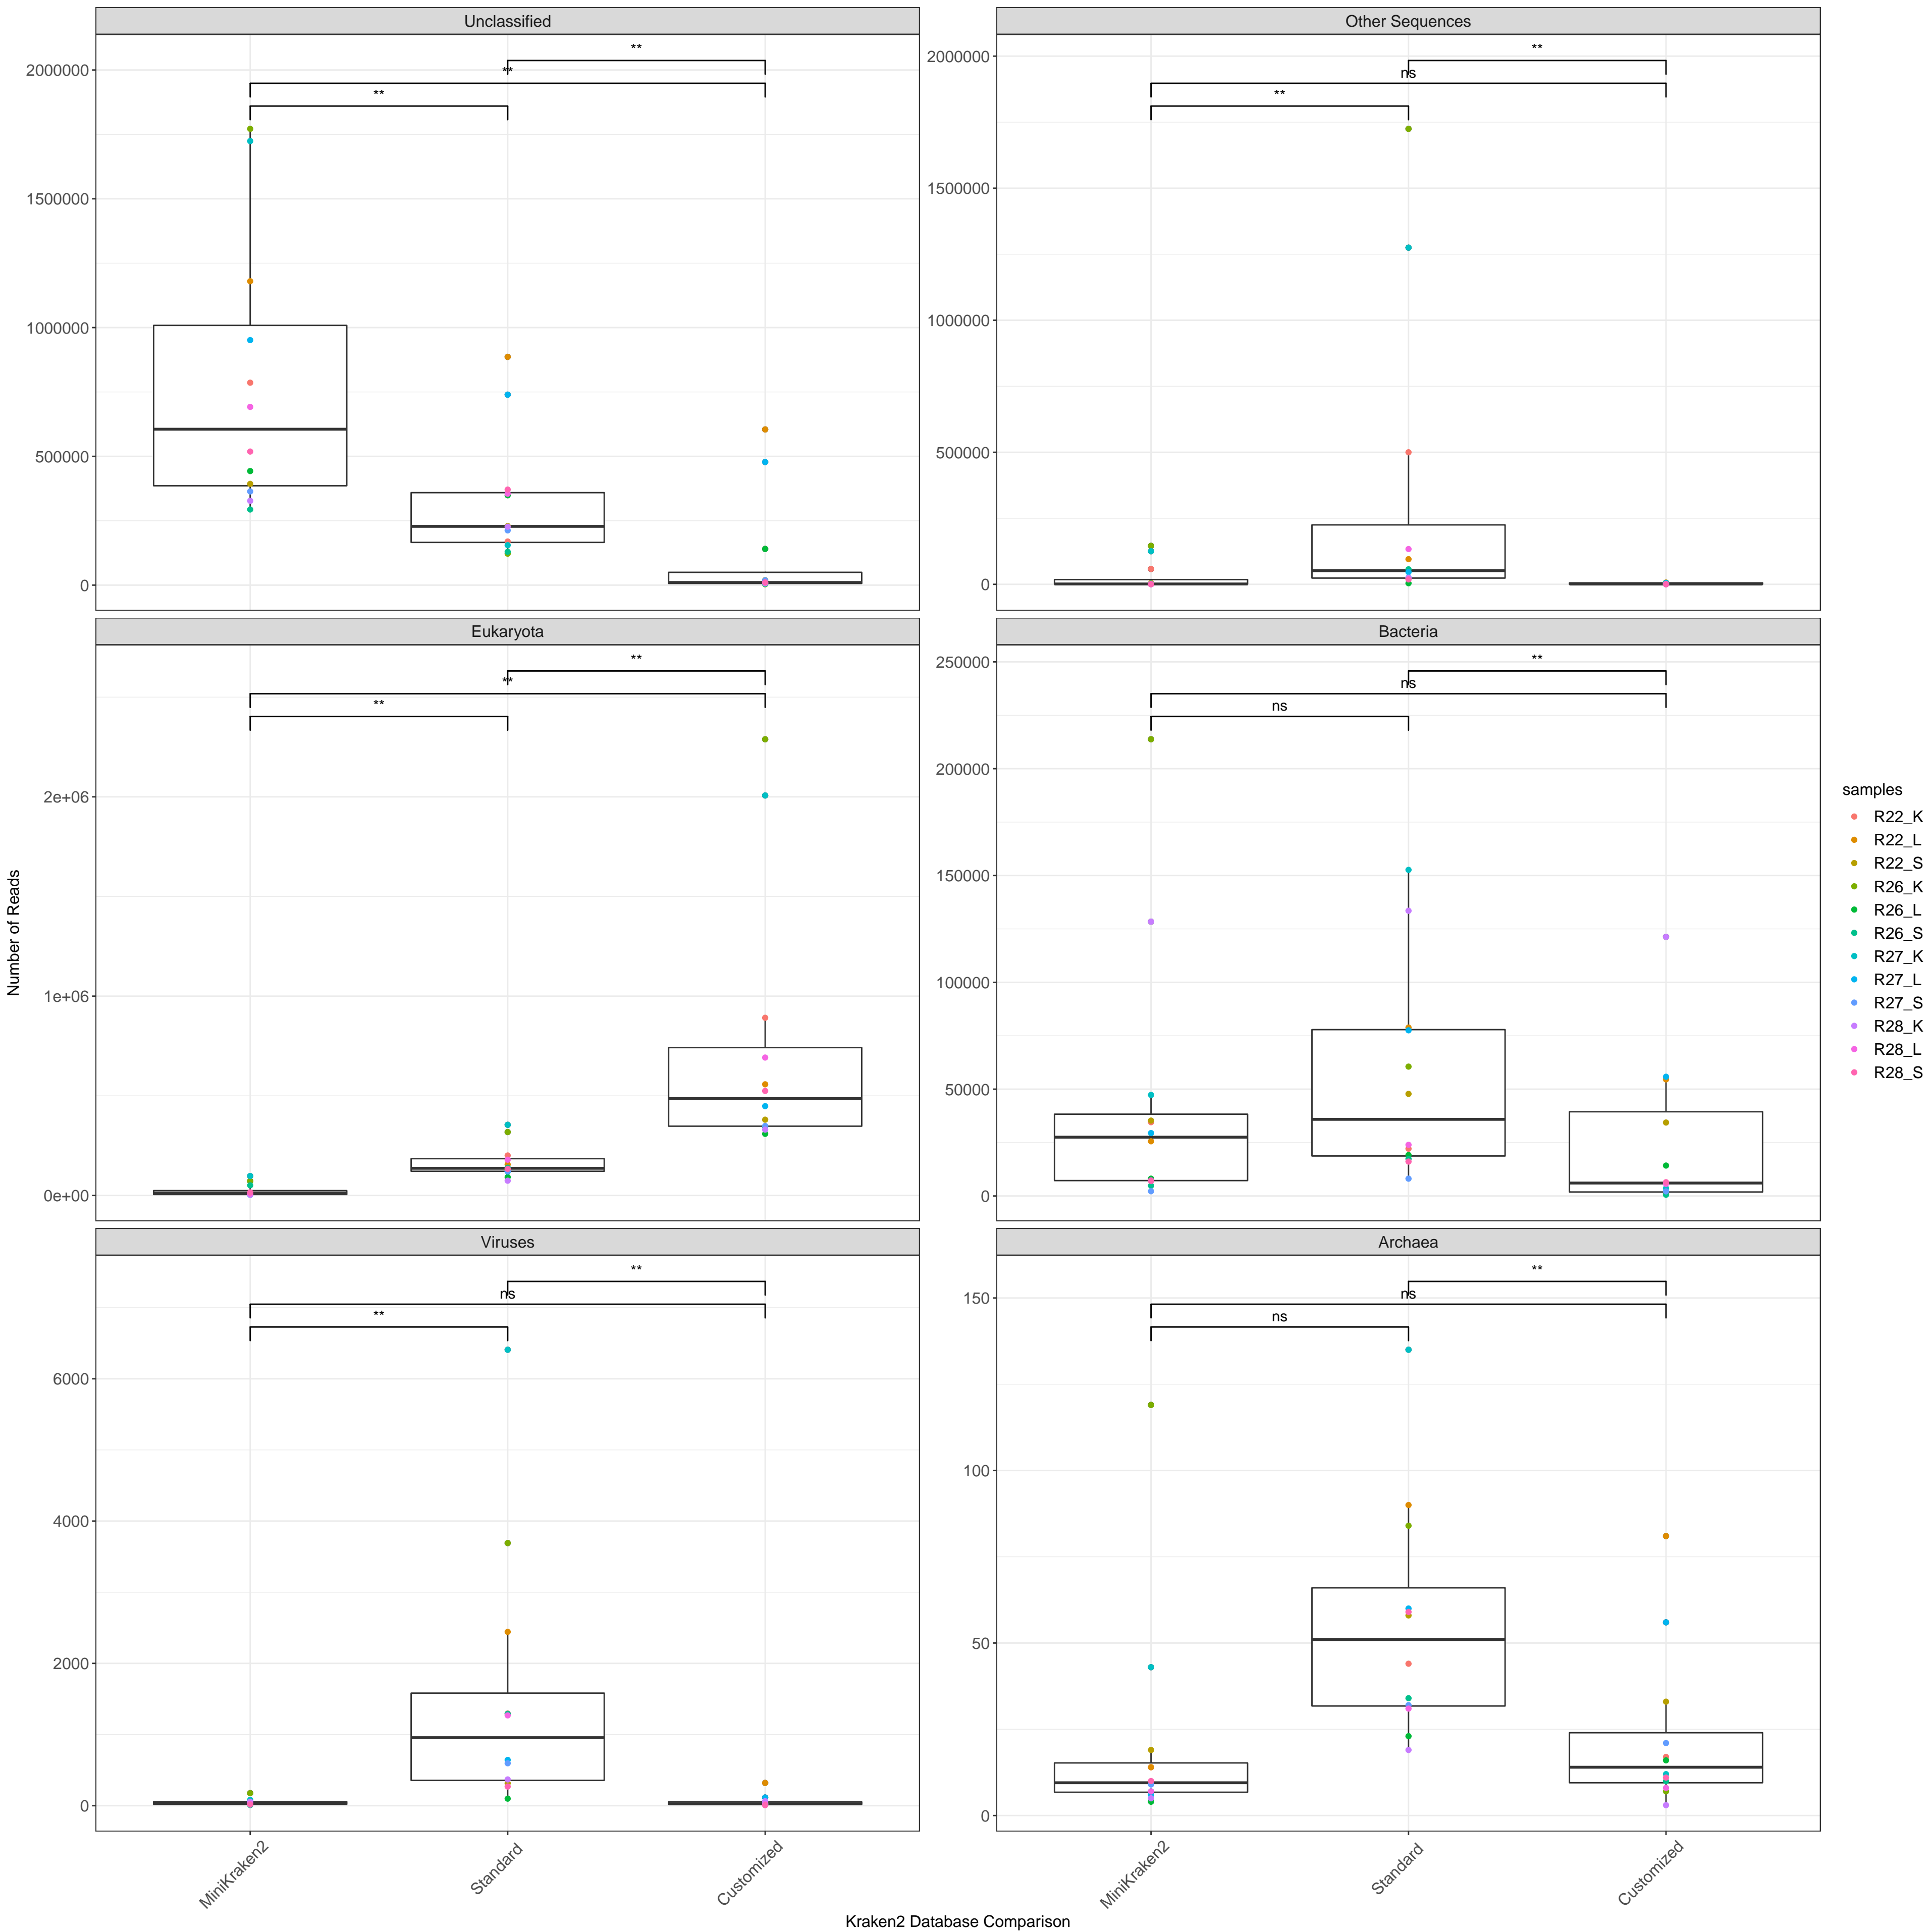 Unclassified
Other Sequences
**
**
**
2000000
1500000
1000000
500000
0
**
ns
**
2000000
1500000
1000000
500000
0
Eukaryota
Bacteria
**
**
**
2e+06
1e+06
0e+00
**
ns
ns
250000
200000
150000
100000
50000
0
Viruses
Archaea
**
ns
**
6000
4000
2000
0
**
ns
ns
150
100
50
0
MiniKraken2
Standard
Customized
MiniKraken2
Standard
Customized
Number of Reads
Kraken2 Database Comparison
samples
R22_K
R22_L
R22_S
R26_K
R26_L
R26_S
R27_K
R27_L
R27_S
R28_K
R28_L
R28_S